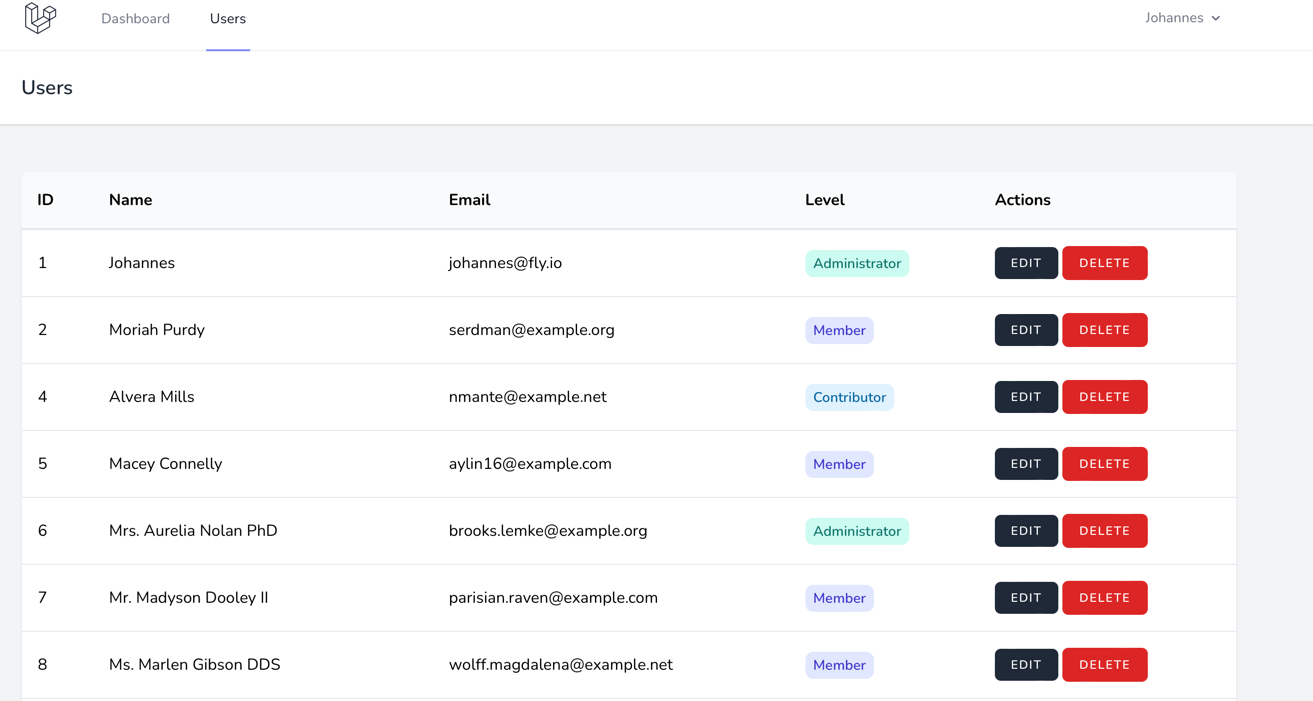 Dashboard Users Johannes
Users
ID Name Email Level Actions
1 Johannes johannes@fly.io Administrator EDIT DELETE
2 Moriah Purdy serdman@example.org Member EDIT DELETE
4 Alvera Mills nmante@example.net Contributor EDIT DELETE
5 Macey Connelly aylin16@example.com Member EDIT DELETE
6 Mrs. Aurelia Nolan PhD brooks.lemke@example.org Administrator EDIT DELETE
7 Mr. Madyson Dooley II parisian.raven@example.com Member EDIT DELETE
8 Ms. Marlen Gibson DDS wolff.magdalena@example.net Member EDIT DELETE